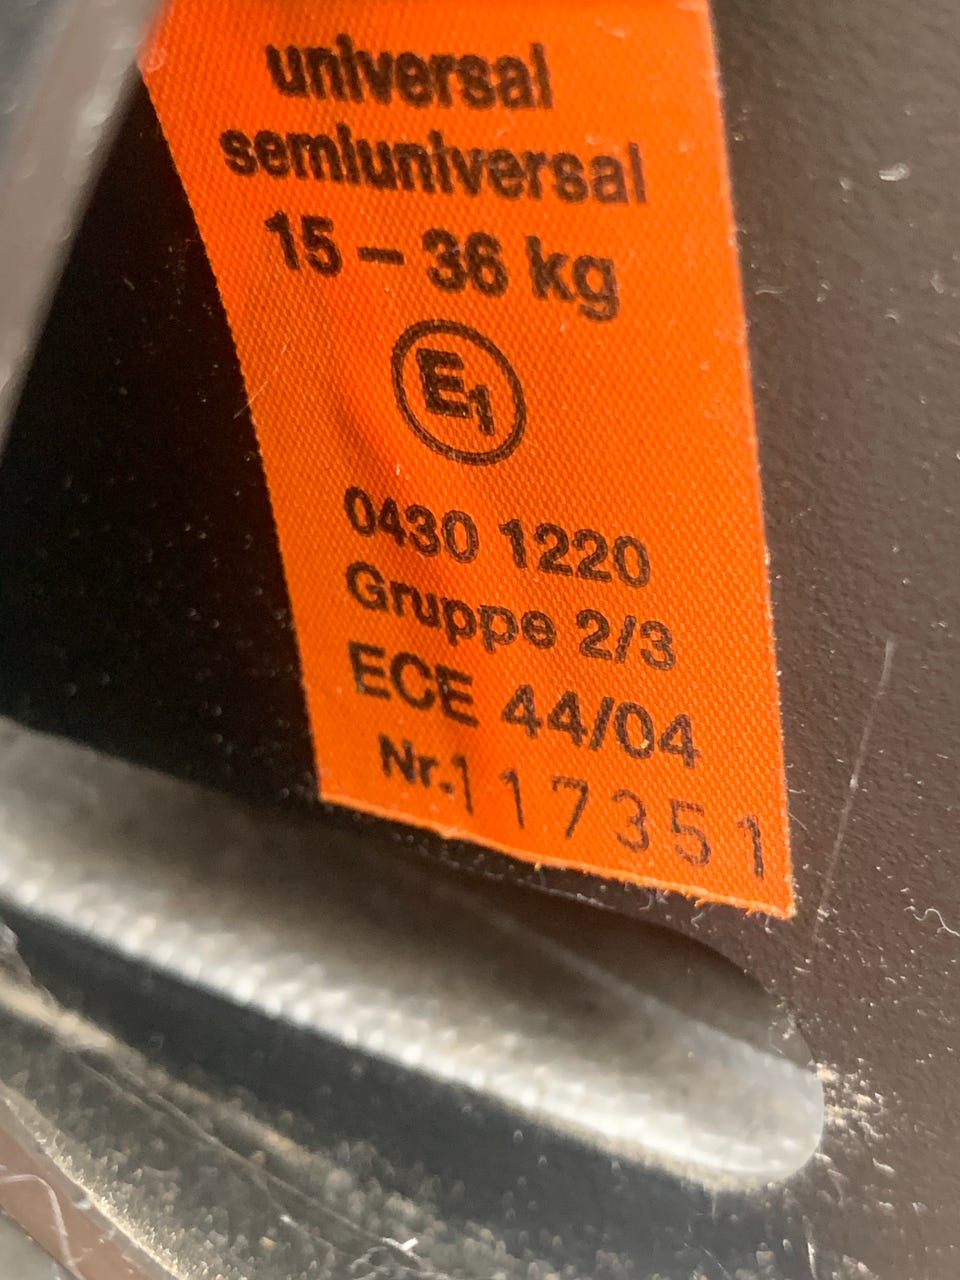 universal
semiuniversal
15 – 36 kg
E1
0430 1220
Gruppe 2/3
ECE 44/04
Nr.117351